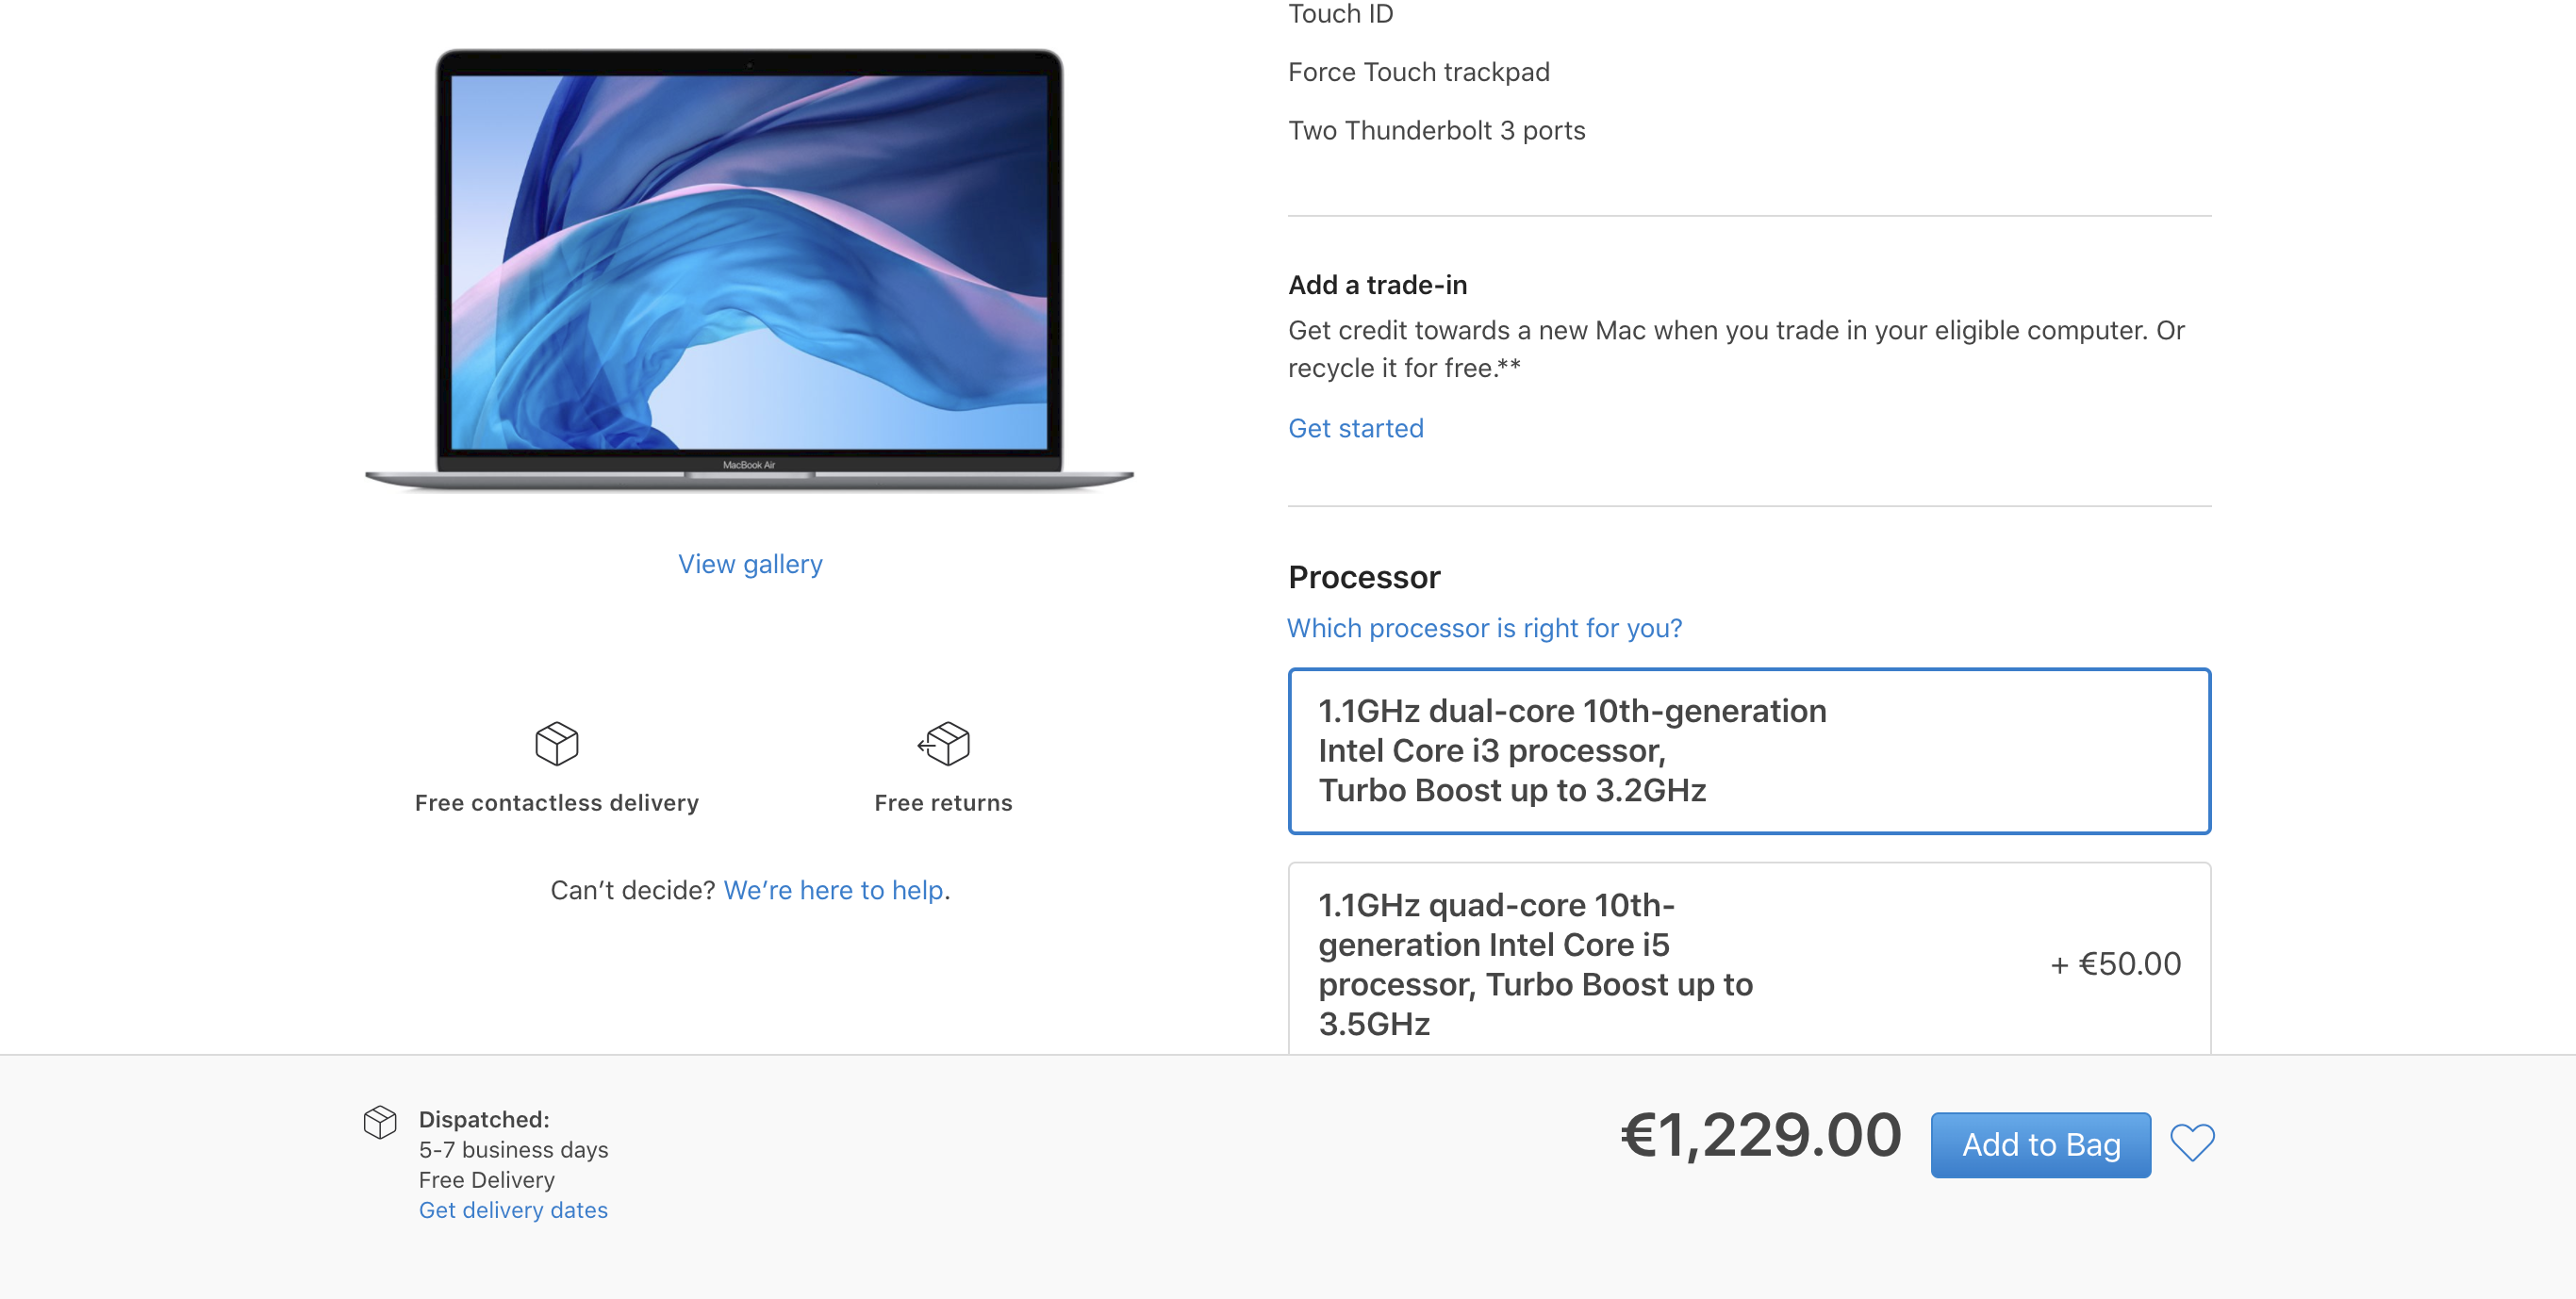 Touch ID
Force Touch trackpad
Two Thunderbolt 3 ports
MacBook Air
View gallery
Free contactless delivery
Free returns
Can’t decide? We’re here to help.
Add a trade-in
Get credit towards a new Mac when you trade in your eligible computer. Or
recycle it for free.**
Get started
Processor
Which processor is right for you?
1.1GHz dual-core 10th-generation
Intel Core i3 processor,
Turbo Boost up to 3.2GHz
1.1GHz quad-core 10th-
generation Intel Core i5
processor, Turbo Boost up to
3.5GHz
+ €50.00
Dispatched:
5-7 business days
Free Delivery
Get delivery dates
€1,229.00
Add to Bag